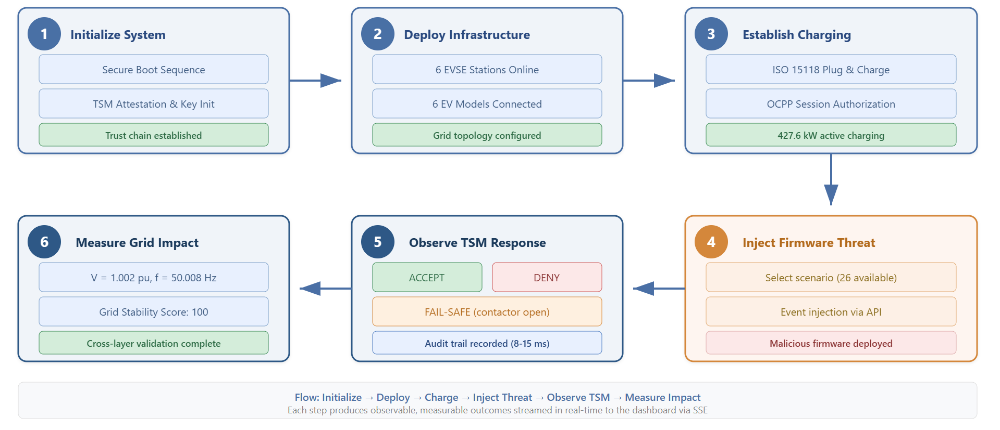 1
Initialize System
Secure Boot Sequence
TSM Attestation & Key Init
Trust chain established
2
Deploy Infrastructure
6 EVSE Stations Online
6 EV Models Connected
Grid topology configured
3
Establish Charging
ISO 15118 Plug & Charge
OCPP Session Authorization
427.6 kW active charging
4
Inject Firmware Threat
Select scenario (26 available)
Event injection via API
Malicious firmware deployed
5
Observe TSM Response
ACCEPT
DENY
FAIL-SAFE (contactor open)
Audit trail recorded (8-15 ms)
6
Measure Grid Impact
V = 1.002 pu, f = 50.008 Hz
Grid Stability Score: 100
Cross-layer validation complete
Flow: Initialize → Deploy → Charge → Inject Threat → Observe TSM → Measure Impact
Each step produces observable, measurable outcomes streamed in real-time to the dashboard via SSE